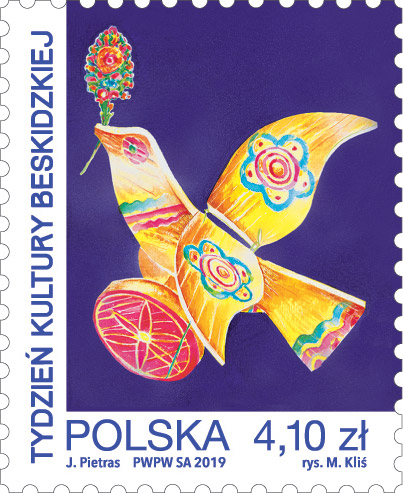 TYDZIEŃ KULTURY BESKIDZKIEJ
POLSKA 4,10 zł
J. Pietras PWPW SA 2019 rys. M. Kliś